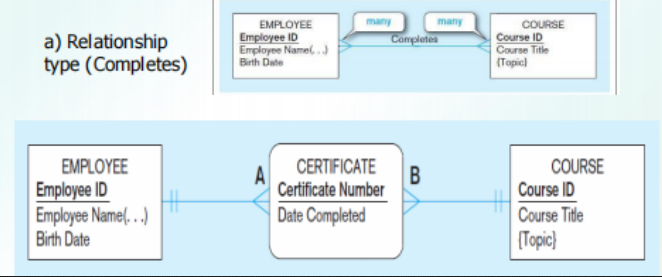 a) Relationship
type (Completes)
EMPLOYEE
Employee ID
Employee Name(. . .)
Birth Date
many
many
Completes
COURSE
Course ID
Course Title
{Topic}
EMPLOYEE
Employee ID
Employee Name(. . .)
Birth Date
A
CERTIFICATE
Certificate Number
Date Completed
B
COURSE
Course ID
Course Title
{Topic}